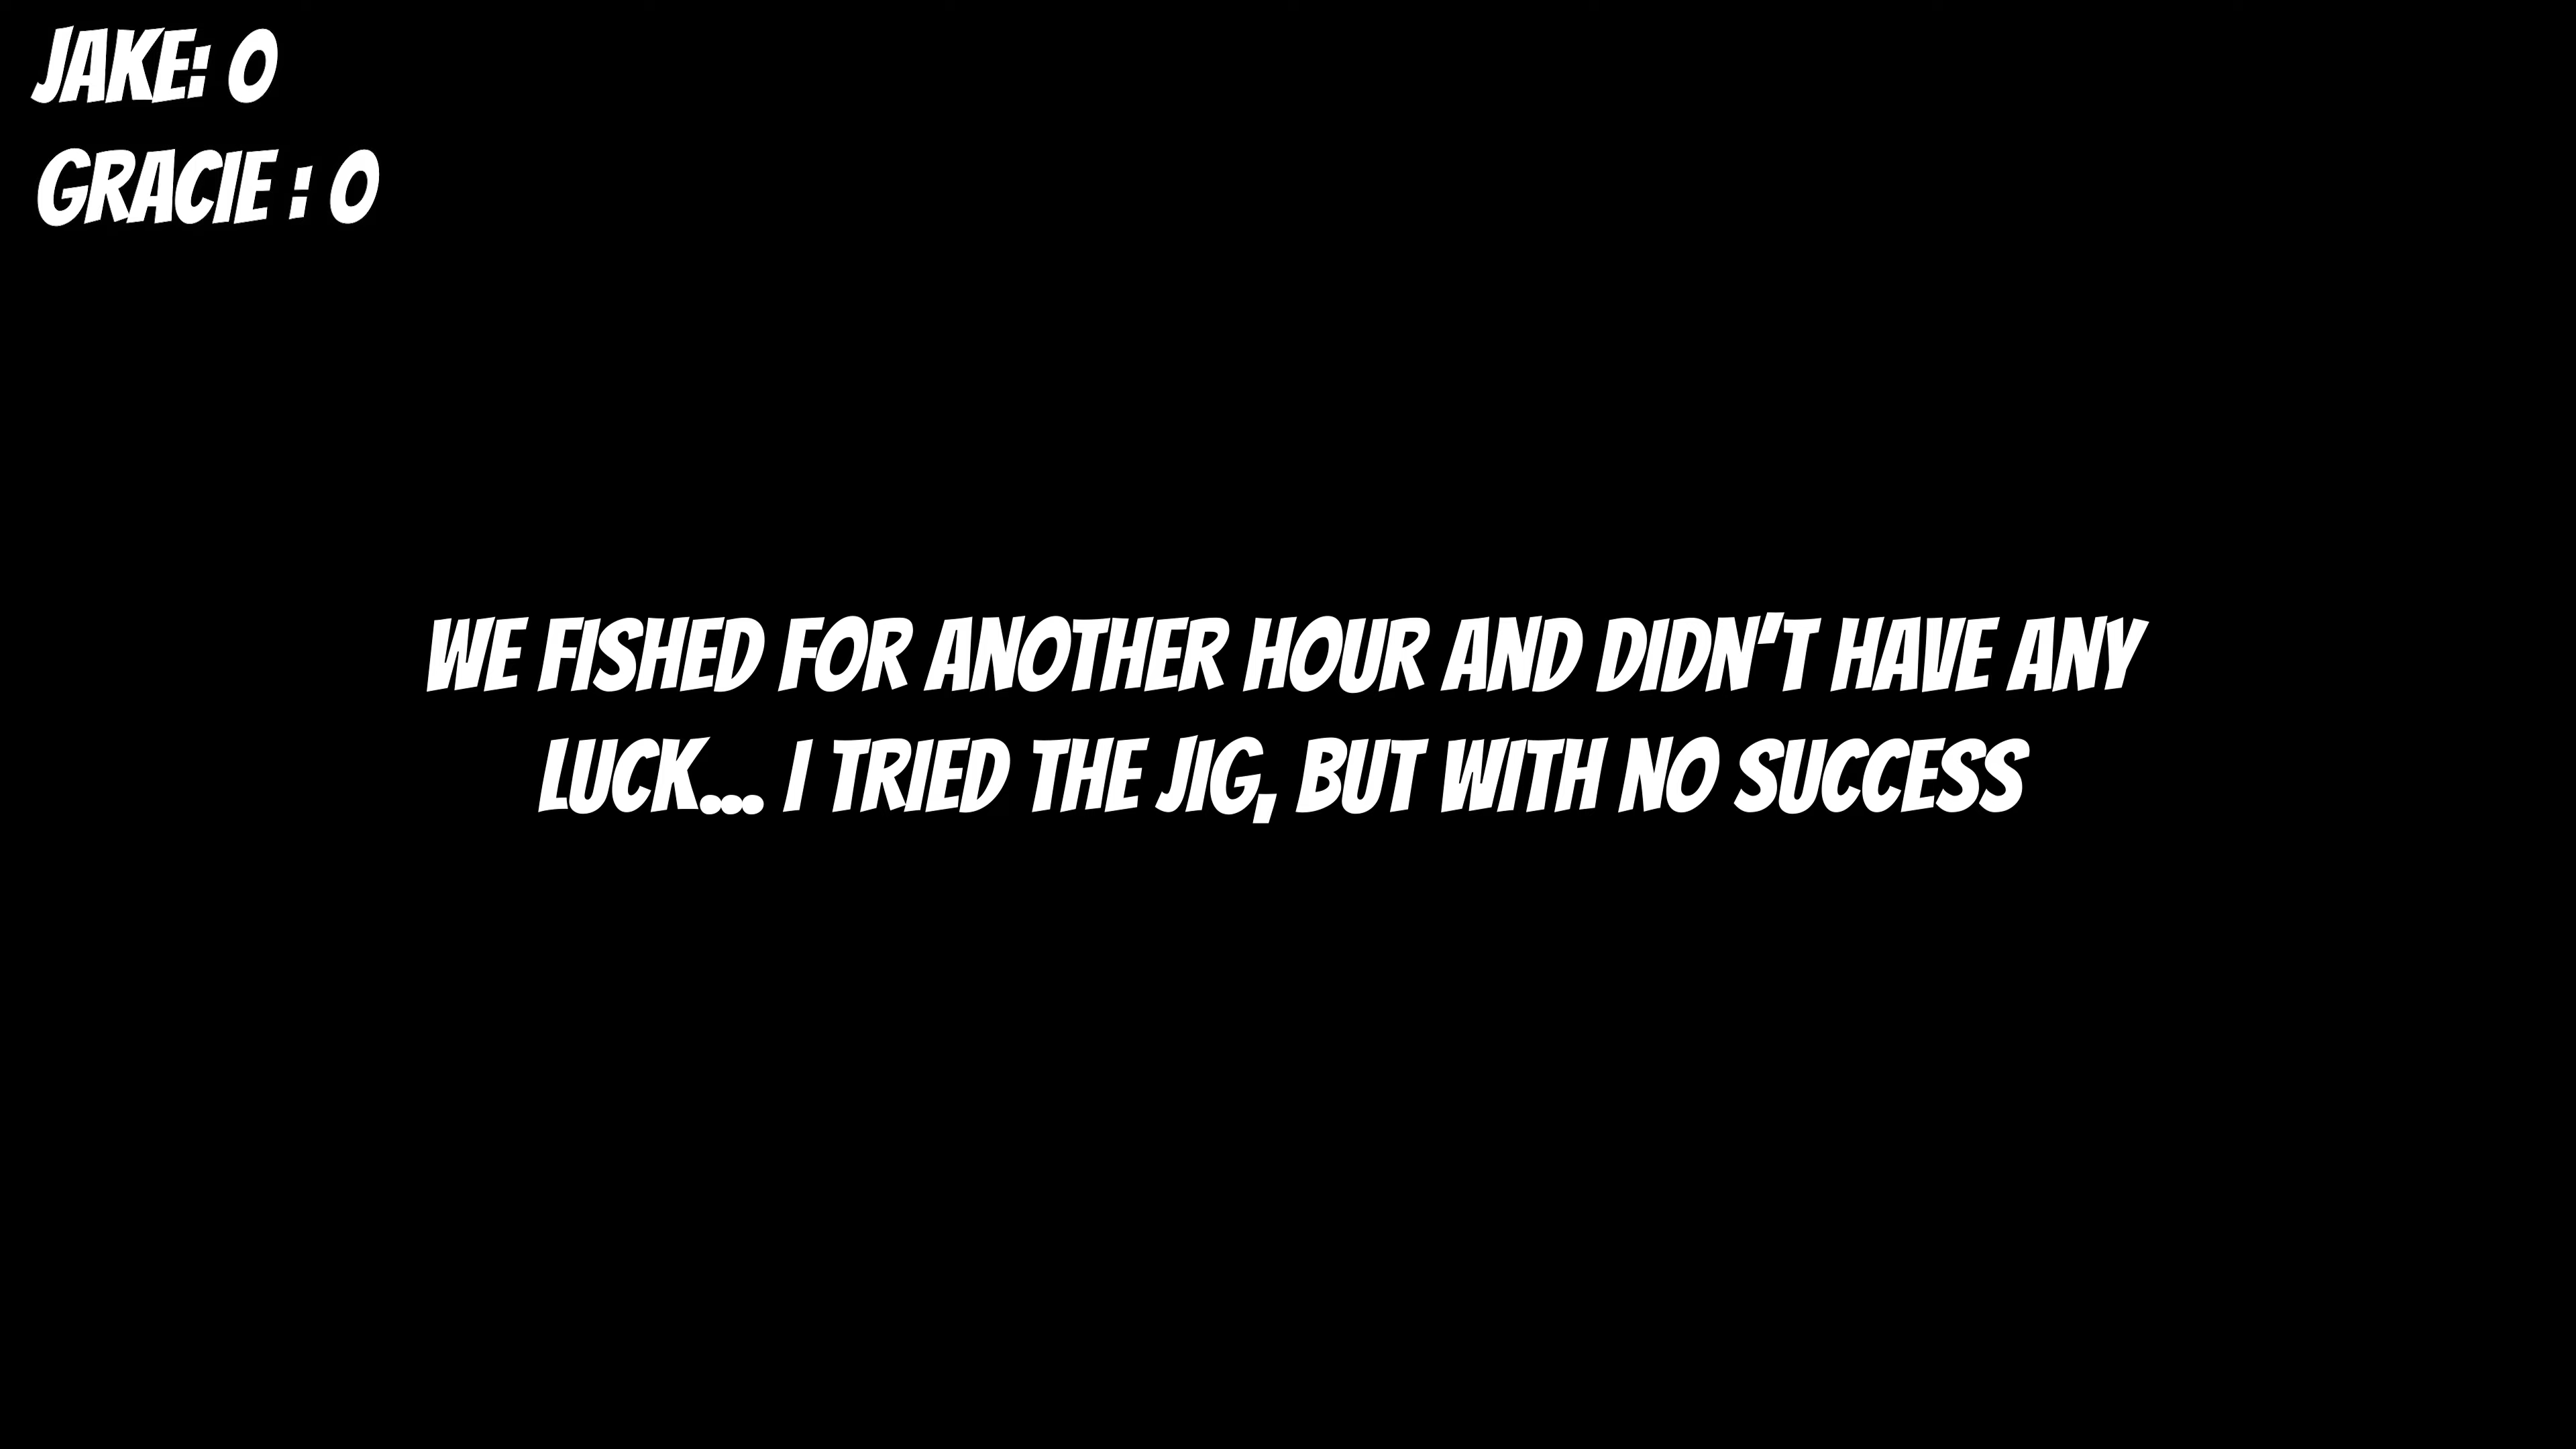 JAKE: 0
GRACIE : 0
WE FISHED FOR ANOTHER HOUR AND DIDN'T HAVE ANY
LUCK... I TRIED THE JIG, BUT WITH NO SUCCESS